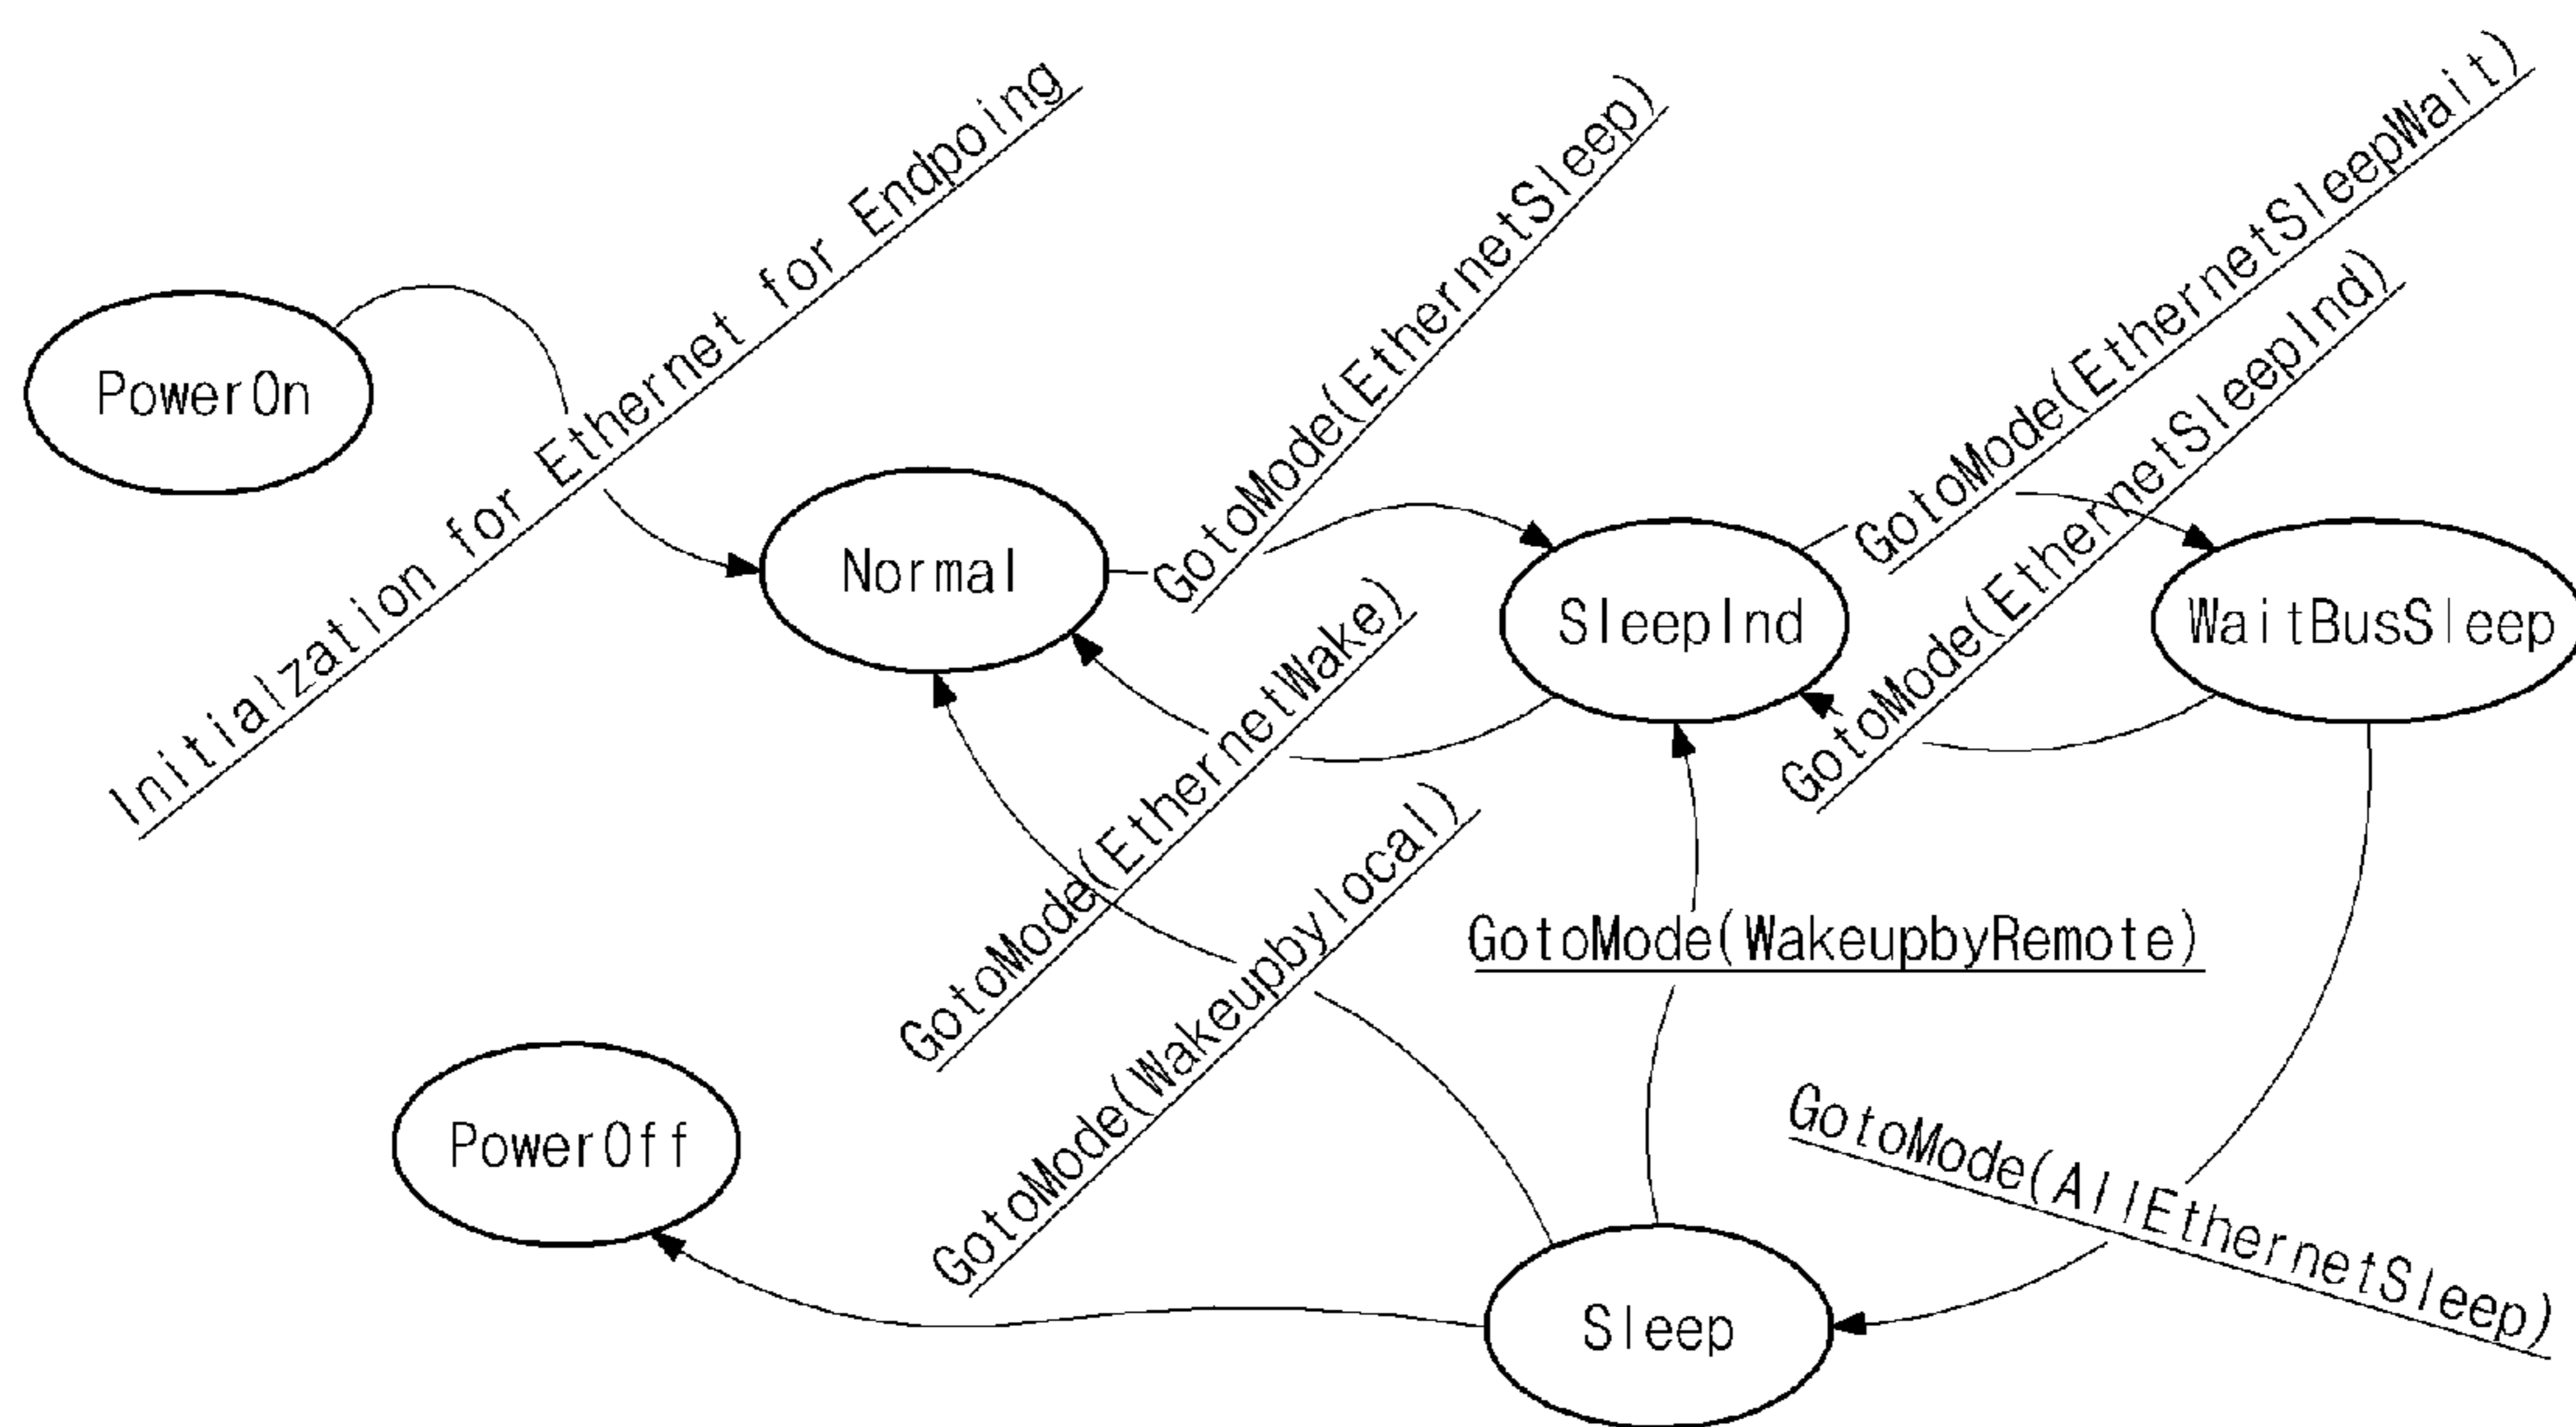 Initialization for Ethernet for Endpoing
GotoMode(EthernetSleep)
GotoMode(EthernetSleepWait)
GotoMode(EthernetSleepInd)
PowerOn
Normal
SleepInd
WaitBusSleep
GotoMode(EthernetWake)
GotoMode(Wakeupbylocal)
GotoMode(WakeupbyRemote)
GotoMode(AllEthernetSleep)
PowerOff
Sleep